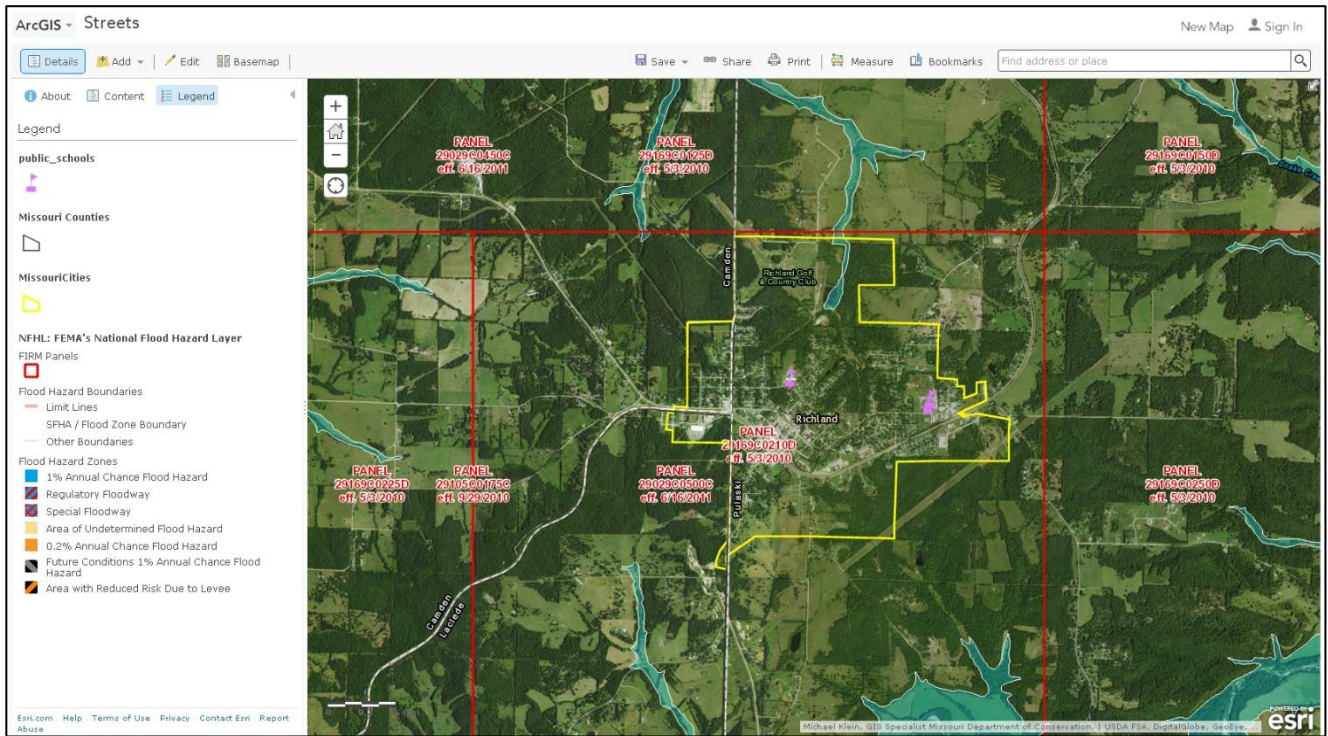 ArcGIS Streets
New Map Sign In
Details Add Edit Basemap
Save Share Print Measure Bookmarks Find address or place
About Content Legend
Legend
public_schools
Missouri Counties
MissouriCities
NFHL: FEMA's National Flood Hazard Layer
FIRM Panels
Flood Hazard Boundaries
Limit Lines
SFHA / Flood Zone Boundary
Other Boundaries
Flood Hazard Zones
1% Annual Chance Flood Hazard
Regulatory Floodway
Special Floodway
Area of Undetermined Flood Hazard
0.2% Annual Chance Flood Hazard
Future Conditions 1% Annual Chance Flood
Hazard
Area with Reduced Risk Due to Levee
Esri.com Help Terms of Use Privacy Contact Esri Report
Abuse
PANEL
29029C0450C
eff. 6/16/2011
PANEL
29169C0125D
eff. 5/3/2010
PANEL
29169C0150D
eff. 5/3/2010
Camden
Richland Golf
& Country Club
Richland
PANEL
29169C0210D
eff. 5/3/2010
PANEL
29169C0225D
eff. 5/3/2010
PANEL
29105C0175C
eff. 9/29/2010
PANEL
29029C0500C
eff. 6/16/2011
PANEL
29169C0250D
eff. 5/3/2010
Pulaski
Camden
Laclede
Michael Klein, GIS Specialist Missouri Department of Conservation. | USDA FSA, DigitalGlobe, GeoEye,...
POWERED BY
esri